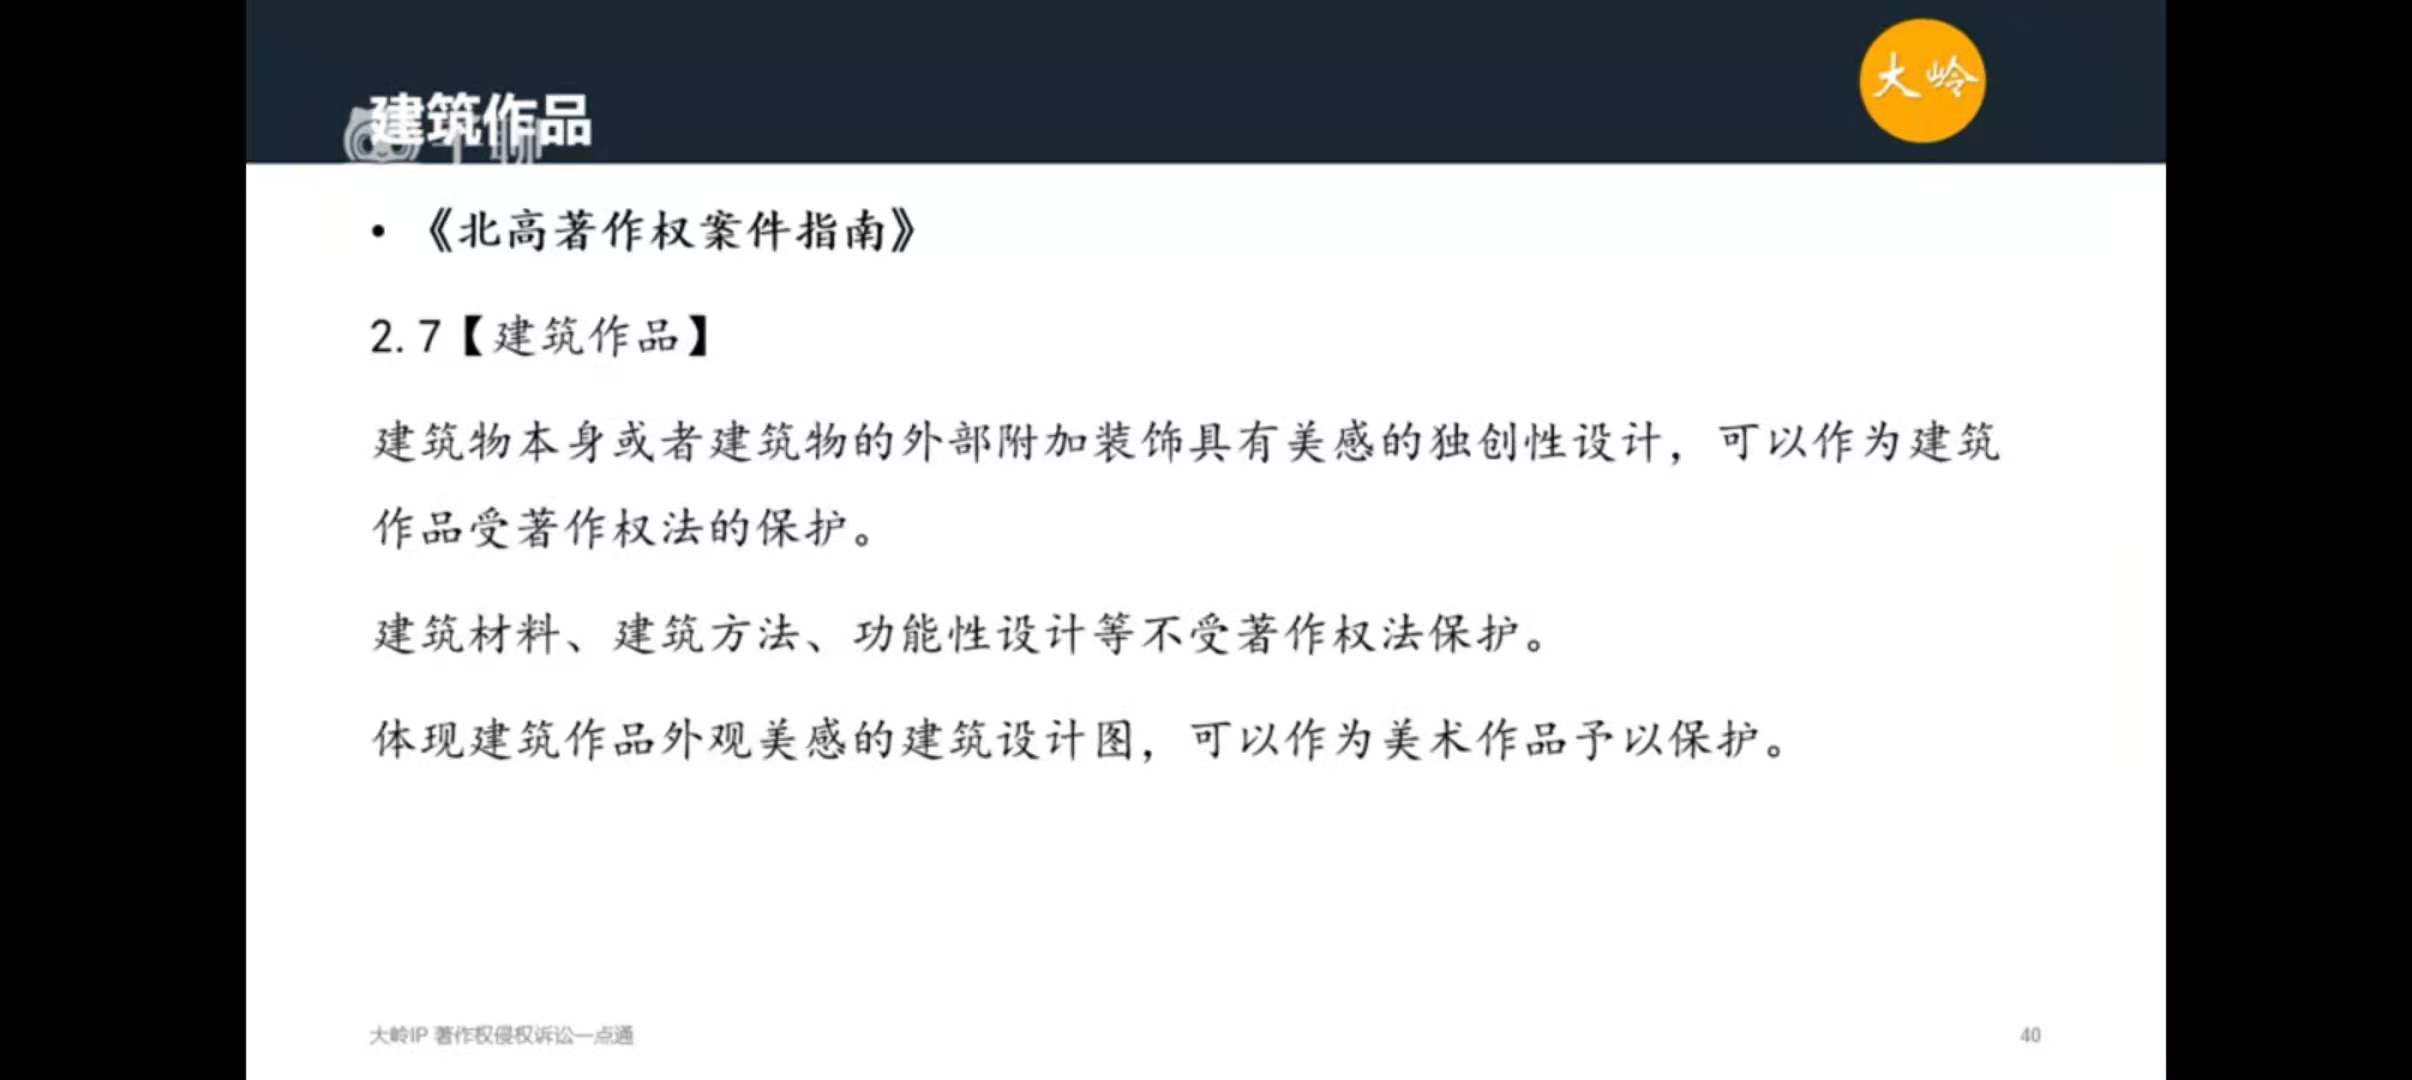 大岭
建筑作品
• 《北高著作权案件指南》
2.7【建筑作品】
建筑物本身或者建筑物的外部附加装饰具有美感的独创性设计，可以作为建筑
作品受著作权法的保护。
建筑材料、建筑方法、功能性设计等不受著作权法保护。
体现建筑作品外观美感的建筑设计图，可以作为美术作品予以保护。
大岭IP 著作权侵权诉讼一点通
40